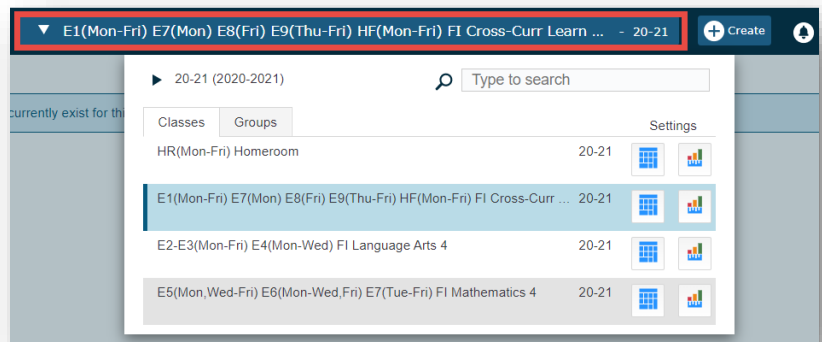 ▼ E1(Mon-Fri) E7(Mon) E8(Fri) E9(Thu-Fri) HF(Mon-Fri) FI Cross-Curr Learn ... - 20-21
Create
20-21 (2020-2021)
Type to search
currently exist for thi
Classes Groups Settings
HR(Mon-Fri) Homeroom 20-21
E1(Mon-Fri) E7(Mon) E8(Fri) E9(Thu-Fri) HF(Mon-Fri) FI Cross-Curr ... 20-21
E2-E3(Mon-Fri) E4(Mon-Wed) FI Language Arts 4 20-21
E5(Mon,Wed-Fri) E6(Mon-Wed,Fri) E7(Tue-Fri) FI Mathematics 4 20-21